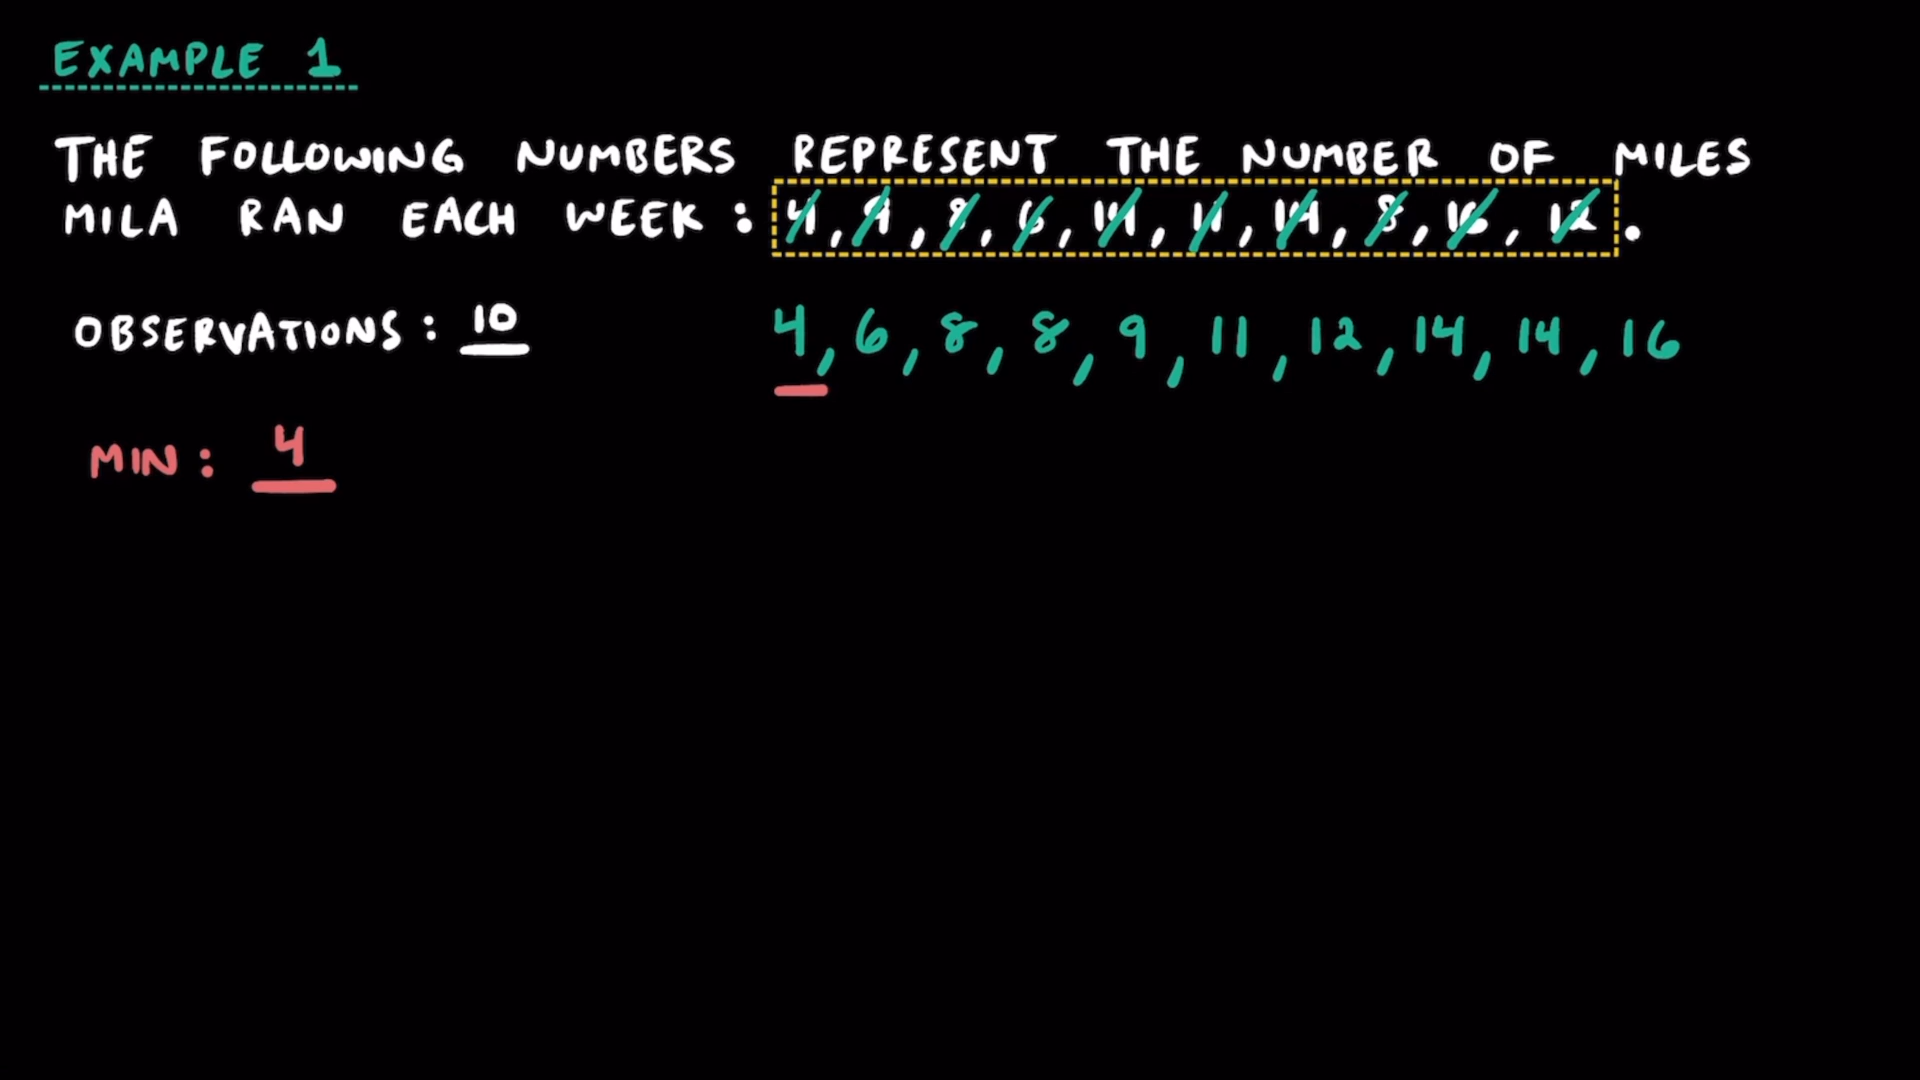 EXAMPLE 1
THE FOLLOWING NUMBERS REPRESENT THE NUMBER OF MILES
MILA RAN EACH WEEK: 4, 9, 8, 6, 14, 11, 14, 8, 16, 12.
OBSERVATIONS: 10
4, 6, 8, 8, 9, 11, 12, 14, 14, 16
MIN: 4